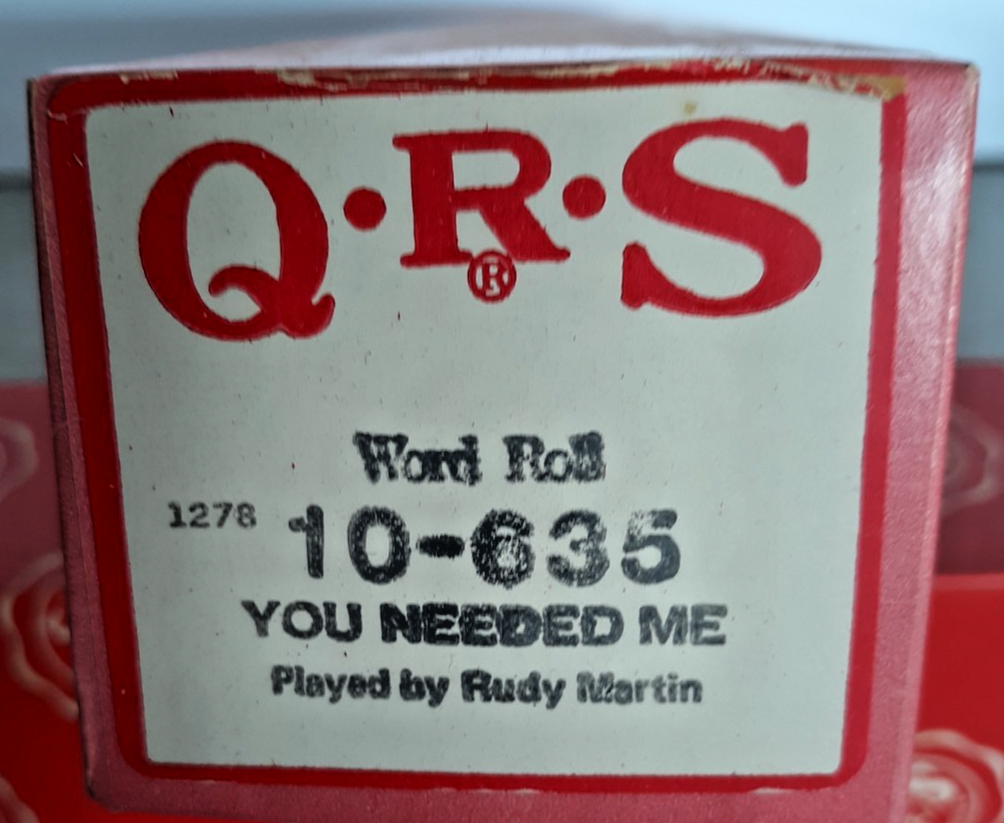 Q·R·S
®
Word Roll
1278 10-635
YOU NEEDED ME
Played by Rudy Martin